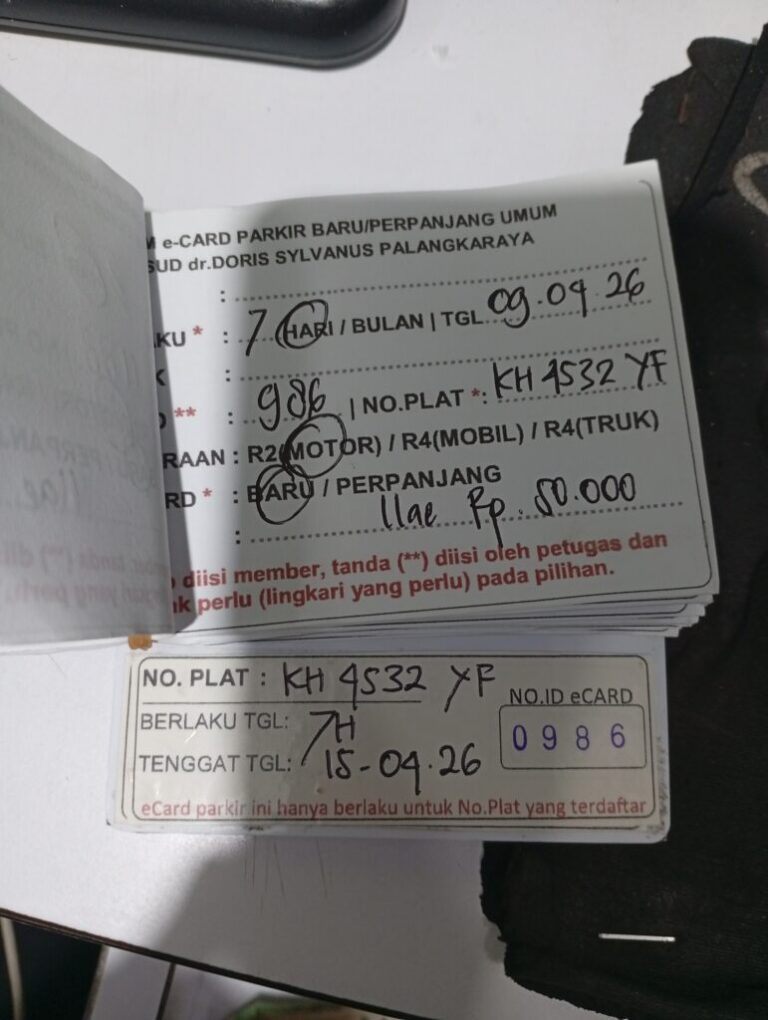 M e-CARD PARKIR BARU/PERPANJANG UMUM
SUD dr.DORIS SYLVANUS PALANGKARAYA
:
KU * : 7 HARI / BULAN | TGL 09.04.26
K :
** : 986 | NO.PLAT *: KH 4532 YF
RAAN : R2(MOTOR) / R4(MOBIL) / R4(TRUK)
RD * : BARU / PERPANJANG
: Rp. 50.000
diisi member, tanda (**) diisi oleh petugas dan
k perlu (lingkari yang perlu) pada pilihan.
NO. PLAT : KH 4532 YF
NO.ID eCARD
BERLAKU TGL: 7H
0986
TENGGAT TGL: 15-04.26
eCard parkir ini hanya berlaku untuk No.Plat yang terdaftar